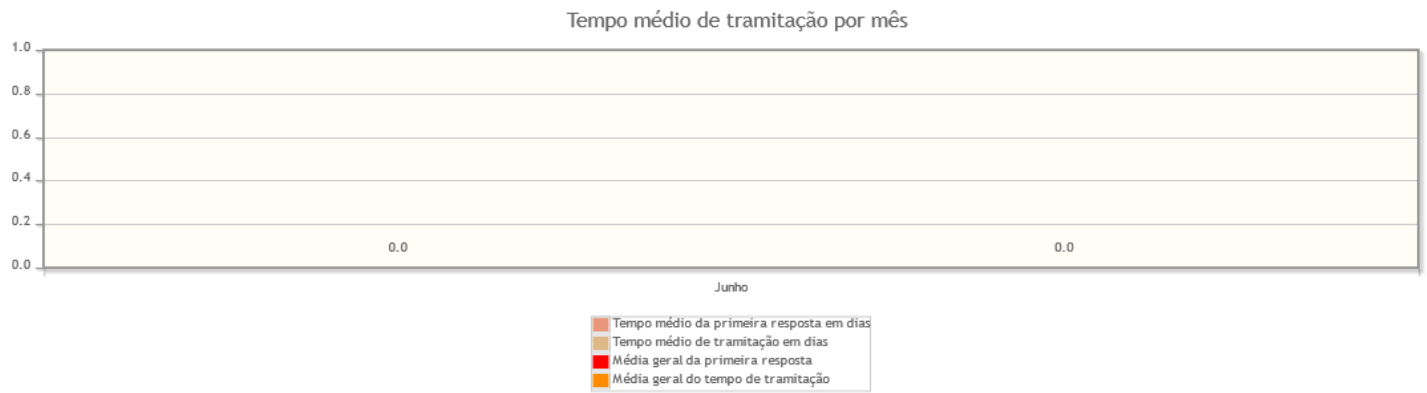 Tempo médio de tramitação por mês
1.0
0.8
0.6
0.4
0.2
0.0
0.0 0.0
Junho
Tempo médio da primeira resposta em dias
Tempo médio de tramitação em dias
Média geral da primeira resposta
Média geral do tempo de tramitação